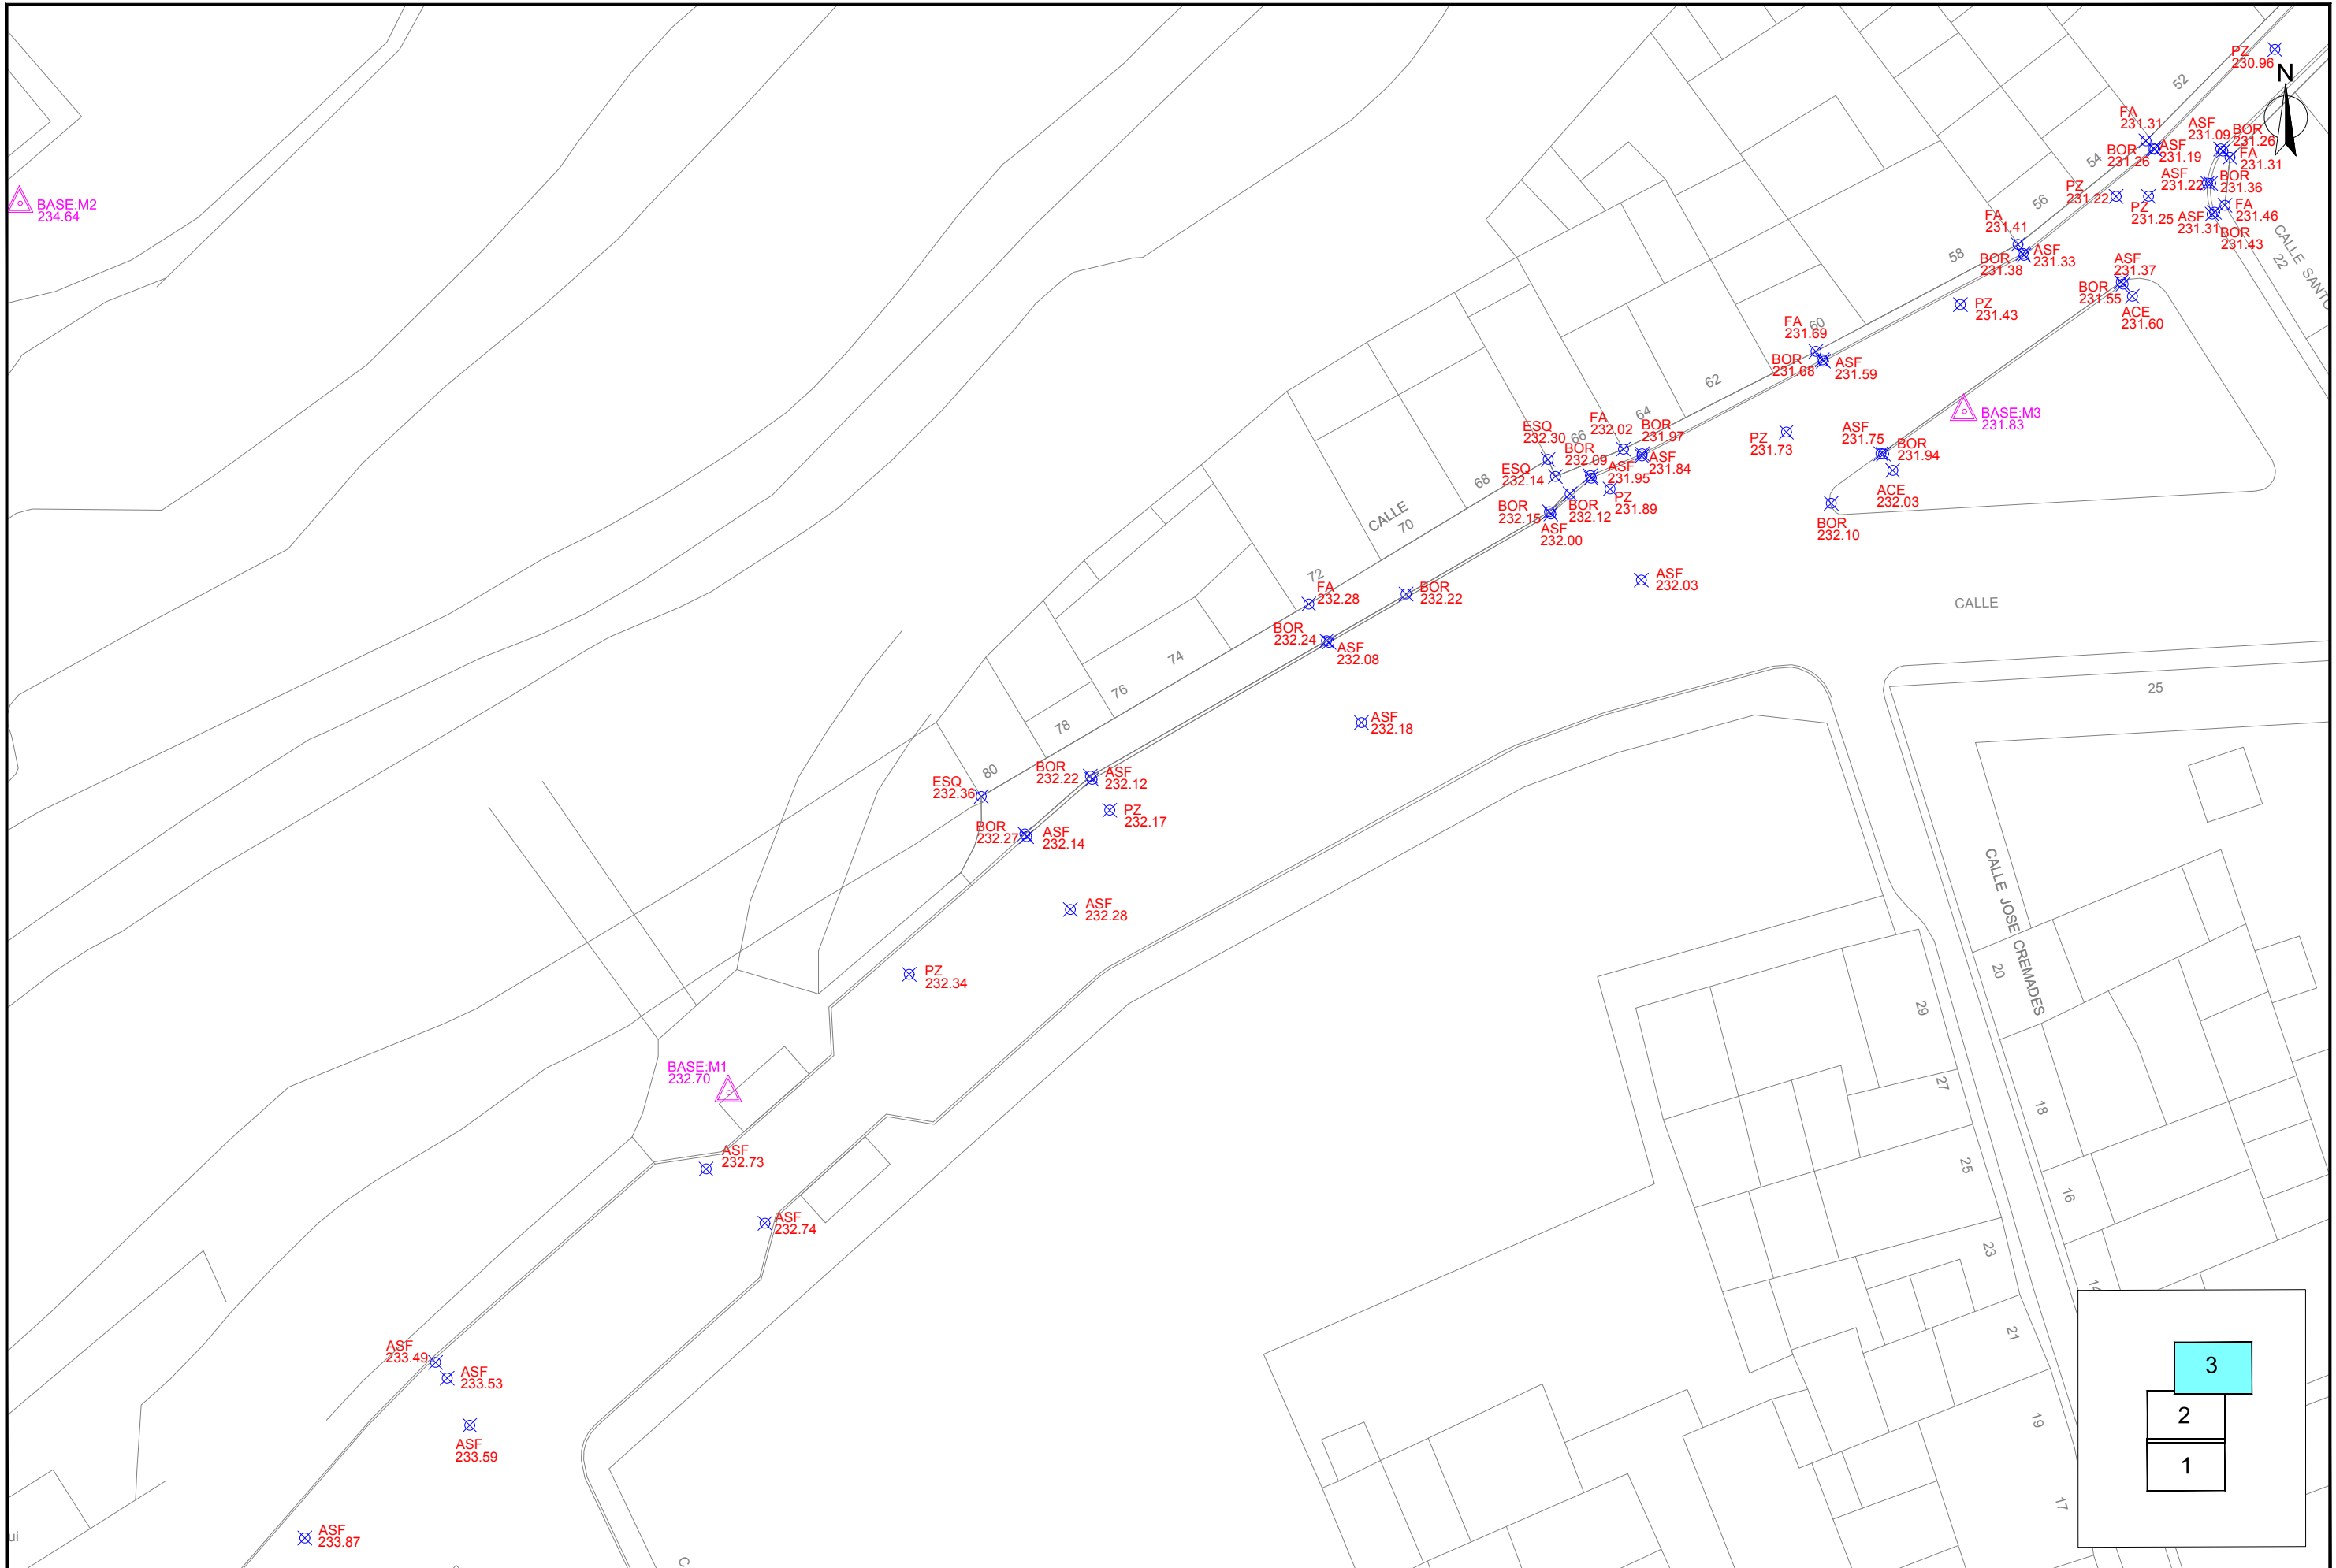 PZ
230.96
N
52
FA
231.31
ASF
231.09
BOR
231.26
BOR
231.26
ASF
231.19
FA
231.31
54
ASF
231.22
BOR
231.36
PZ
231.22
PZ
231.25
ASF
231.31
FA
231.46
BOR
231.43
BASE:M2
234.64
56
FA
231.41
CALLE SANTO
22
58
BOR
231.38
ASF
231.33
ASF
231.37
BOR
231.55
ACE
231.60
PZ
231.43
60
FA
231.69
BOR
231.68
ASF
231.59
62
BASE:M3
231.83
64
FA
232.02
BOR
231.97
ESQ
232.30
66
BOR
232.09
PZ
231.73
ASF
231.75
BOR
231.94
ASF
231.84
ESQ
232.14
ASF
231.95
68
PZ
231.89
ACE
232.03
BOR
232.15
BOR
232.12
CALLE
70
ASF
232.00
BOR
232.10
72
FA
232.28
BOR
232.22
ASF
232.03
CALLE
BOR
232.24
ASF
232.08
74
76
25
78
ASF
232.18
80
BOR
232.22
ASF
232.12
ESQ
232.36
PZ
232.17
BOR
232.27
ASF
232.14
CALLE JOSE CREMADES
ASF
232.28
PZ
232.34
20
29
BASE:M1
232.70
27
18
ASF
232.73
25
16
ASF
232.74
23
14
21
3
ASF
233.49
ASF
233.53
2
19
ASF
233.59
1
17
ASF
233.87
ui
C